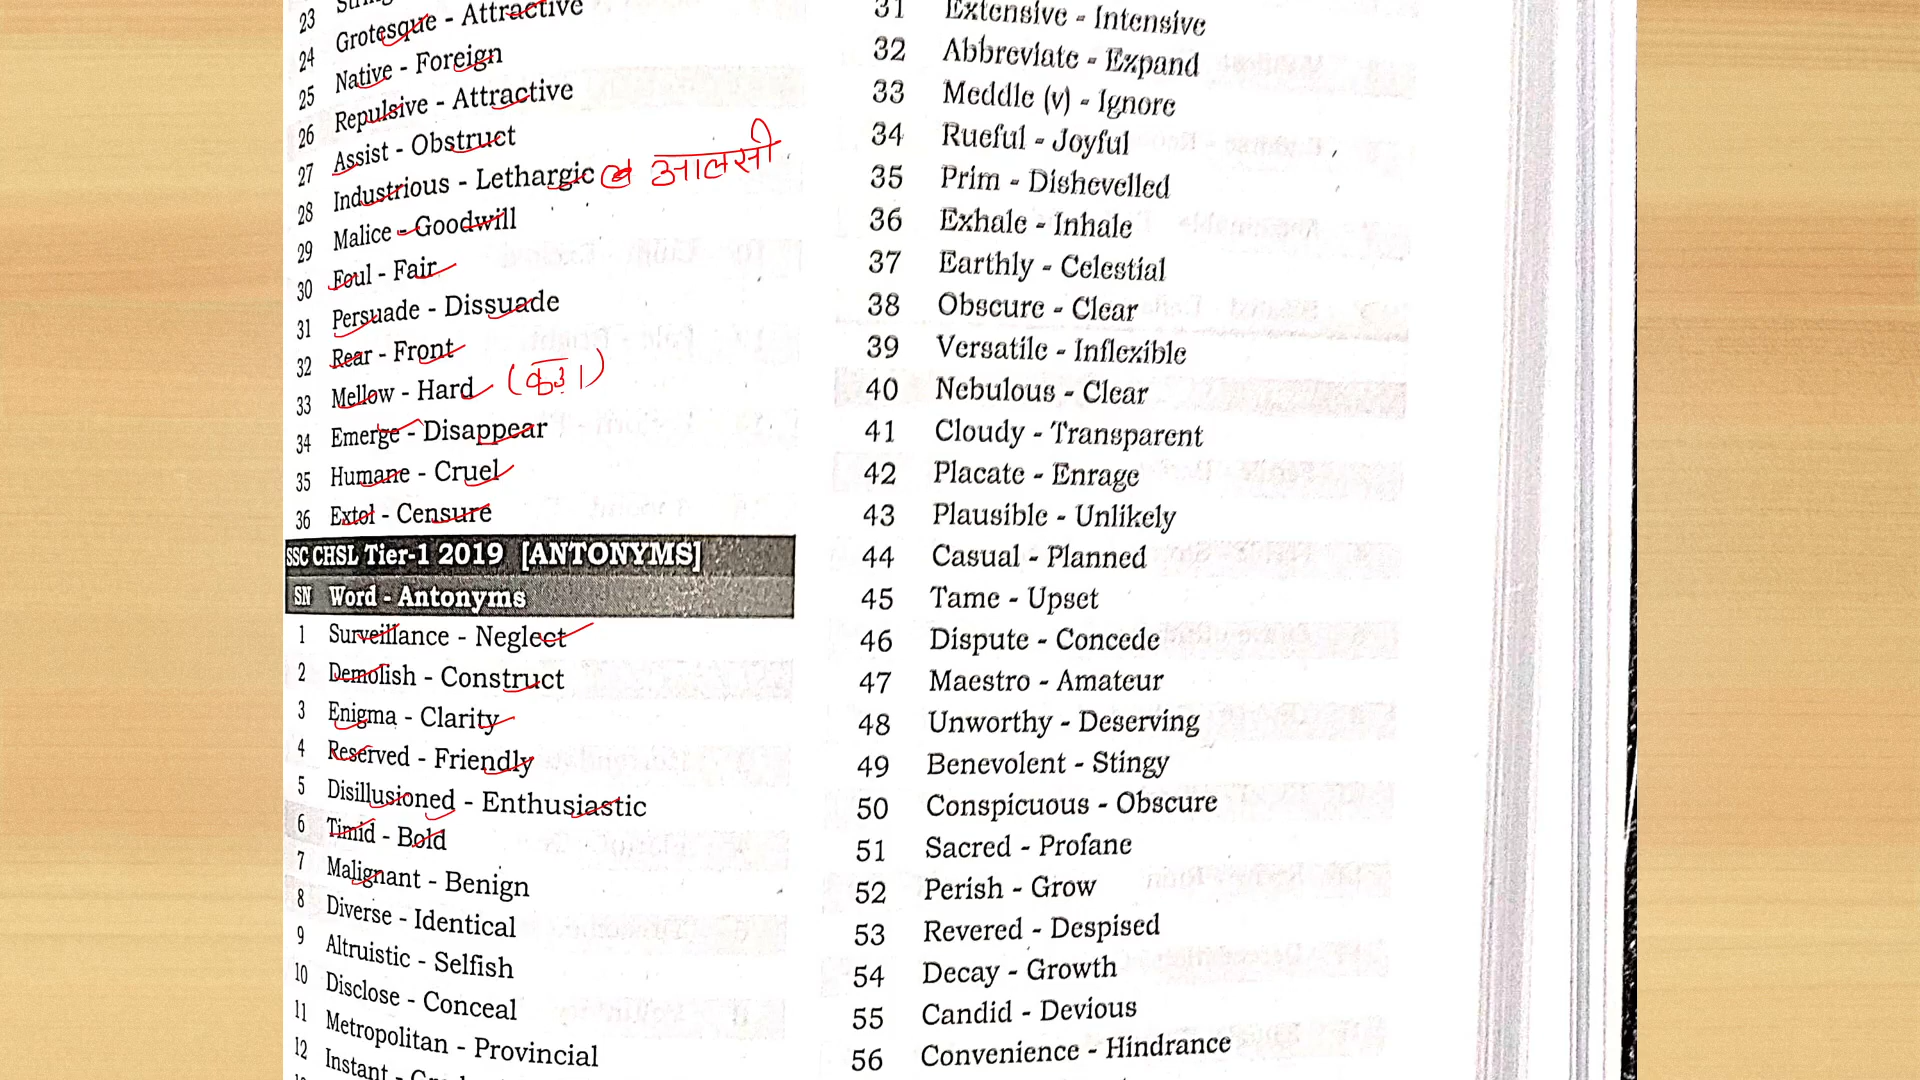 23
24 Grotesque - Attractive
25 Native - Foreign
26 Repulsive - Attractive
27 Assist - Obstruct
28 Industrious - Lethargic आलसी
29 Malice - Goodwill
30 Foul - Fair
31 Persuade - Dissuade
32 Rear - Front
33 Mellow - Hard
34 Emerge - Disappear
35 Humane - Cruel
36 Extol - Censure
SSC CHSL Tier-1 2019 [ANTONYMS]
SN Word - Antonyms
1 Surveillance - Neglect
2 Demolish - Construct
3 Enigma - Clarity
4 Reserved - Friendly
5 Disillusioned - Enthusiastic
6 Timid - Bold
7 Malignant - Benign
8 Diverse - Identical
9 Altruistic - Selfish
10 Disclose - Conceal
11 Metropolitan - Provincial
12 Instant -
31 Extensive - Intensive
32 Abbreviate - Expand
33 Meddle (v) - Ignore
34 Rueful - Joyful
35 Prim - Dishevelled
36 Exhale - Inhale
37 Earthly - Celestial
38 Obscure - Clear
39 Versatile - Inflexible
40 Nebulous - Clear
41 Cloudy - Transparent
42 Placate - Enrage
43 Plausible - Unlikely
44 Casual - Planned
45 Tame - Upset
46 Dispute - Concede
47 Maestro - Amateur
48 Unworthy - Deserving
49 Benevolent - Stingy
50 Conspicuous - Obscure
51 Sacred - Profane
52 Perish - Grow
53 Revered - Despised
54 Decay - Growth
55 Candid - Devious
56 Convenience - Hindrance